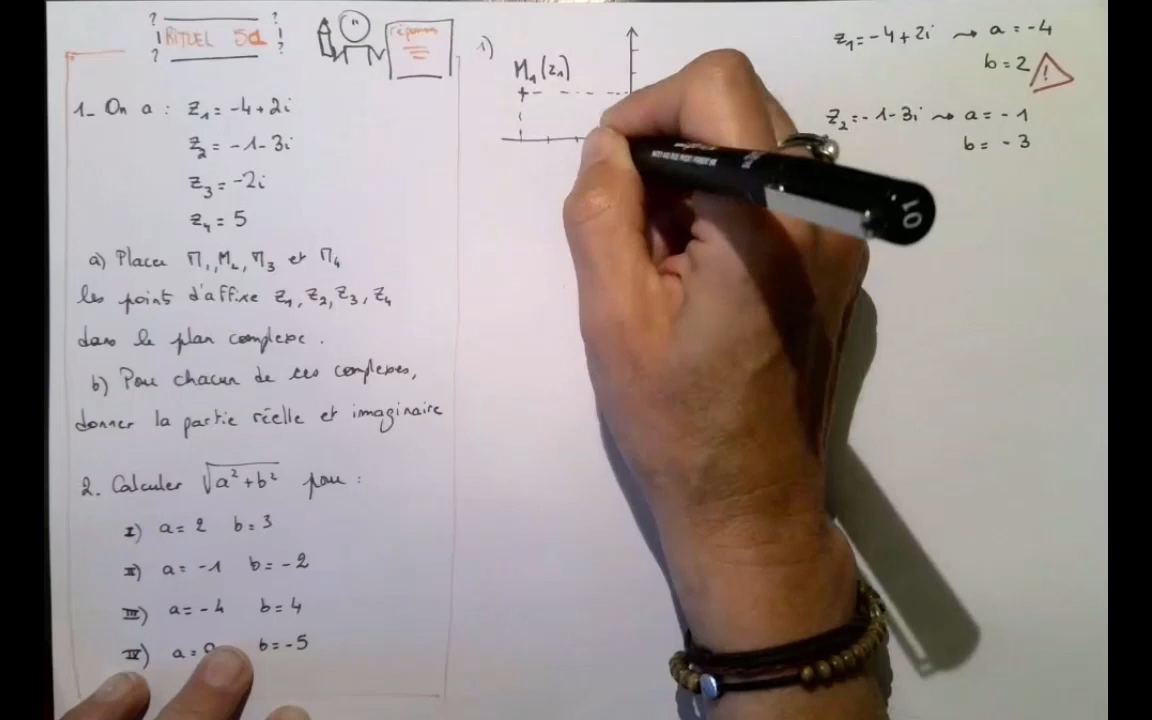 RITUEL 5a
réponses
1- On a : z₁ = -4+2i
z₂ = -1-3i
z₃ = -2i
z₄ = 5
a) Placer M₁, M₂, M₃ et M₄
les points d'affixe z₁, z₂, z₃, z₄
dans le plan complexe.
b) Pour chacun de ces complexes,
donner la partie réelle et imaginaire
2. Calculer √a²+b² pour :
I) a = 2 b = 3
II) a = -1 b = -2
III) a = -4 b = 4
IV) a = b = -5
1)
M₁(z₁)
z₁ = -4+2i ⇝ a = -4
b = 2 !
z₂ = -1-3i ⇝ a = -1
b = -3
01